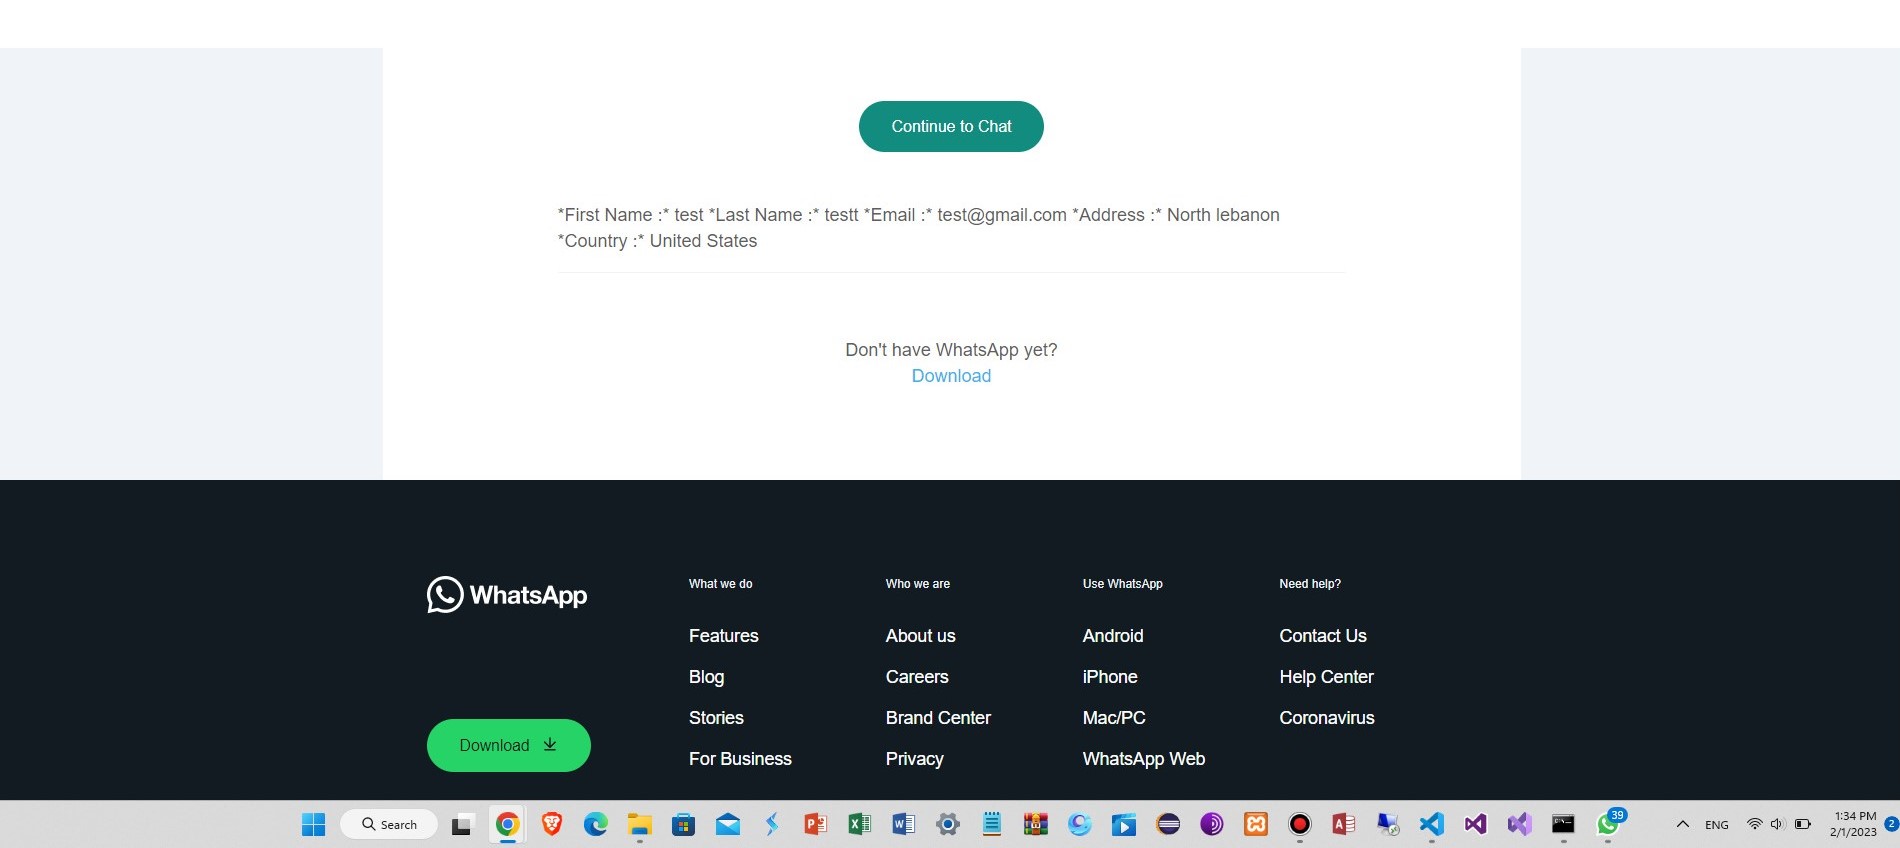 Continue to Chat
*First Name :* test *Last Name :* testt *Email :* test@gmail.com *Address :* North lebanon
*Country :* United States
Don't have WhatsApp yet?
Download
WhatsApp
Download
What we do
Features
Blog
Stories
For Business
Who we are
About us
Careers
Brand Center
Privacy
Use WhatsApp
Android
iPhone
Mac/PC
WhatsApp Web
Need help?
Contact Us
Help Center
Coronavirus
Search
39
ENG
1:34 PM
2/1/2023
2